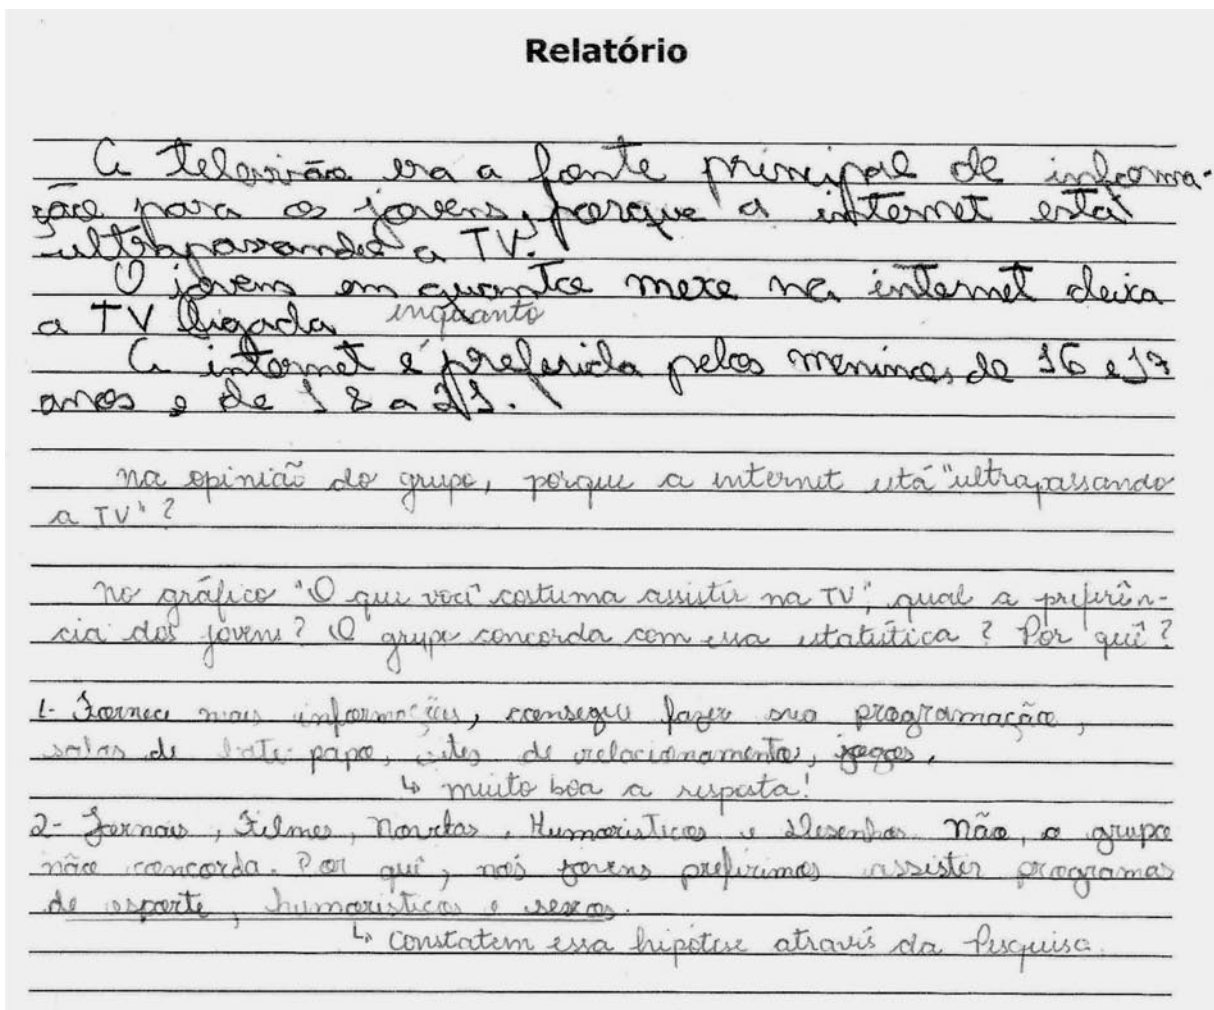 Relatório
A televisão era a fonte principal de informa-
ção para os jovens, porque a internet está
ultrapassando a TV.
O jovem em quanto mexe na internet deixa
a TV ligada inquanto
A internet é preferida pelos meninos de 16 e 17
anos e de 18 a 21.
Na opinião do grupo, porque a internet está "ultrapassando
a TV"?
No gráfico "O que você costuma assistir na TV", qual a preferên-
cia dos jovens? O grupo concorda com essa estatística? Por quê?
1- Fornece mais informações, consegue fazer sua programação,
salas de bate-papo, sites de relacionamento, jogos.
↳ muito boa a resposta!
2- Jornais, Filmes, Novelas, Humorísticos e Desenhos. Não, o grupo
não concorda. Por quê, nós jovens preferimos assistir programas
de esporte, humorísticos e sexos.
↳ Constatem essa hipótese através da Pesquisa.